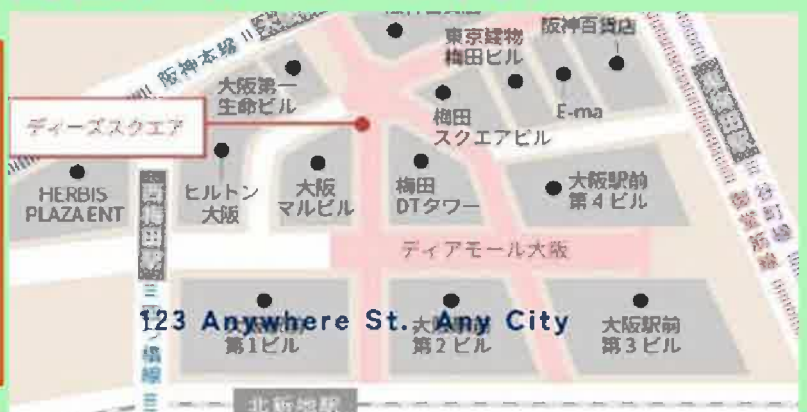 阪神百貨店
東京建物
梅田ビル
阪神本線
大阪第一
生命ビル
ディーズスクエア
梅田
スクエアビル
E-ma
HERBIS
PLAZA ENT
西梅田駅
ヒルトン
大阪
大阪
マルビル
梅田
DTタワー
大阪駅前
第4ビル
ディアモール大阪
123 Anywhere St., Any City
第1ビル
第2ビル
大阪駅前
第3ビル
北新地駅